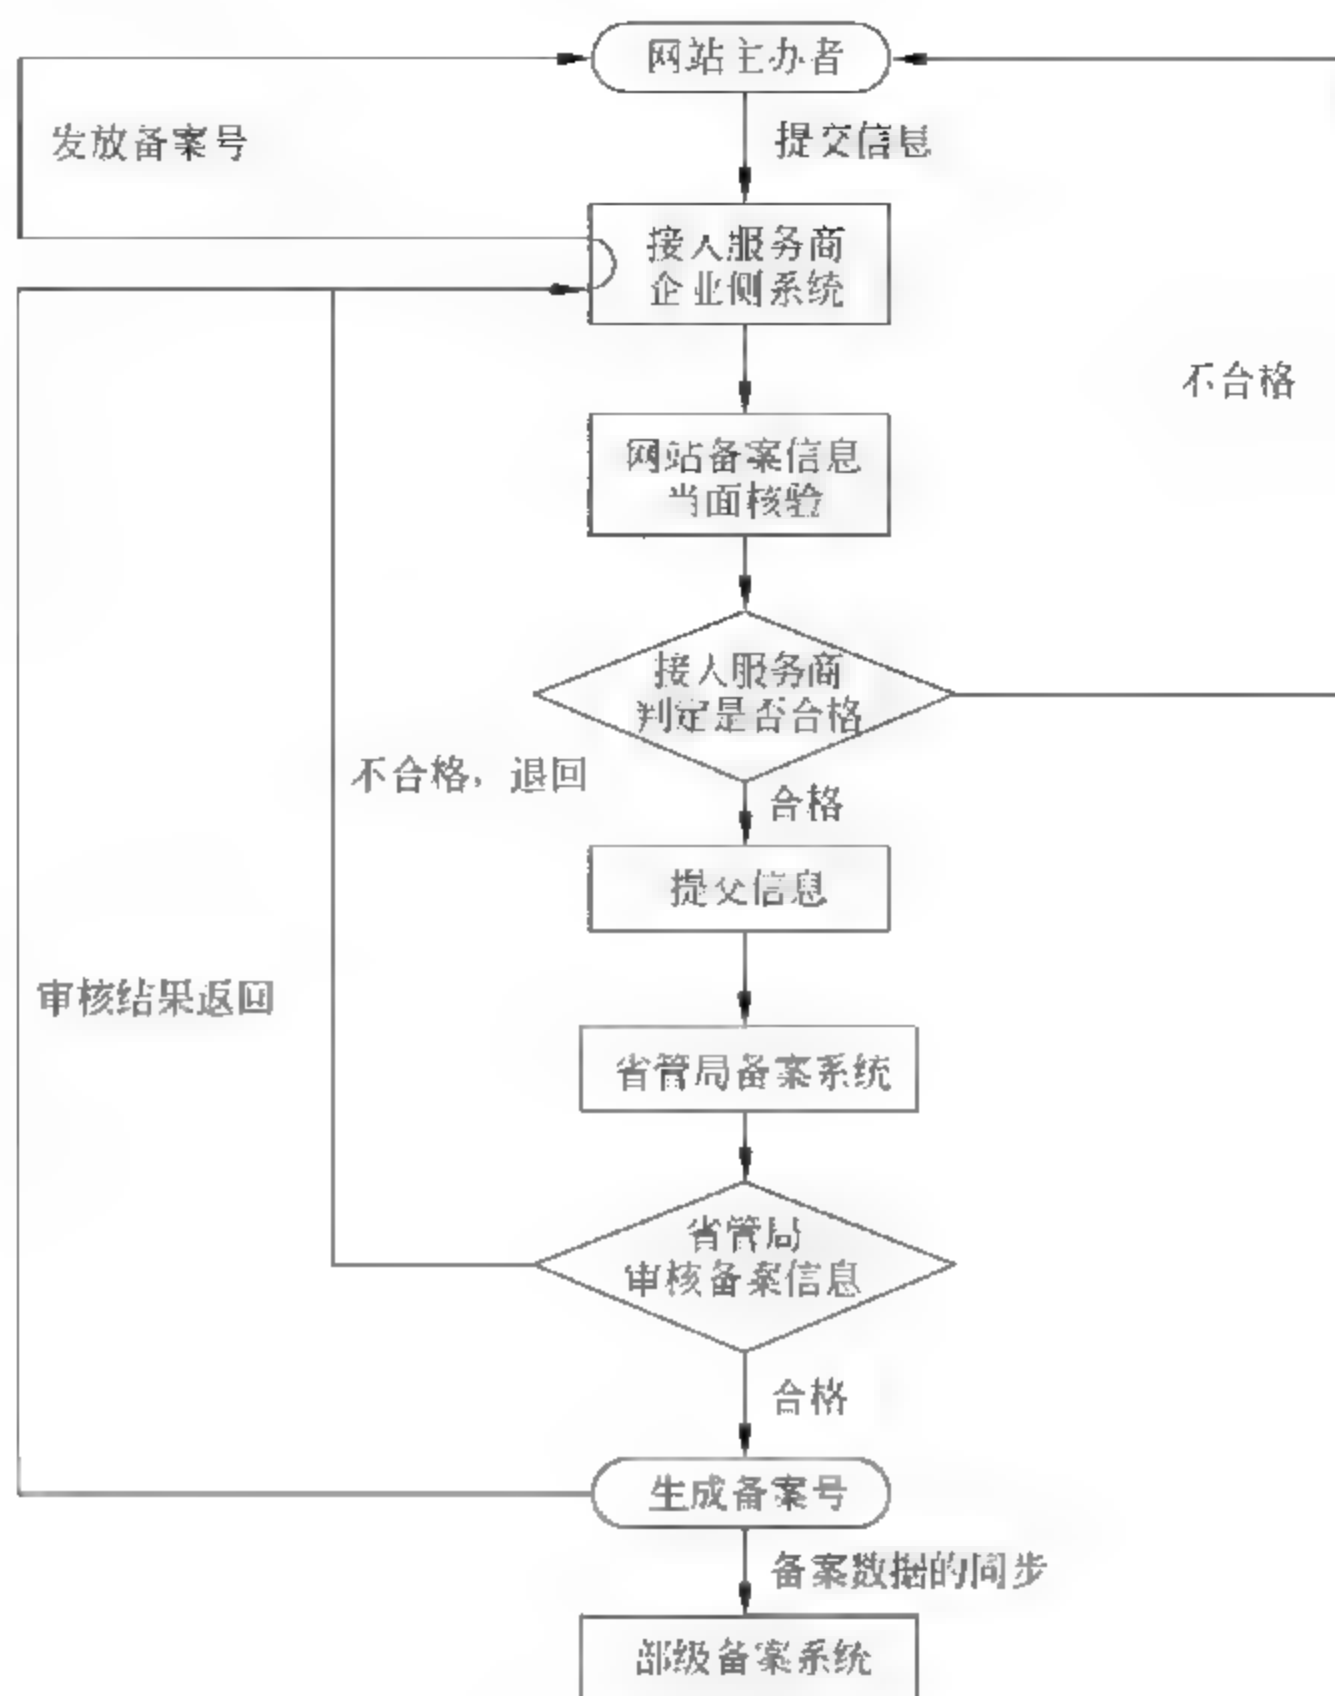 网站主办者
发放备案号
提交信息
接入服务商
企业侧系统
不合格
网站备案信息
当面核验
接入服务商
判定是否合格
不合格，退回
合格
提交信息
审核结果返回
省管局备案系统
省管局
审核备案信息
合格
生成备案号
备案数据的同步
部级备案系统